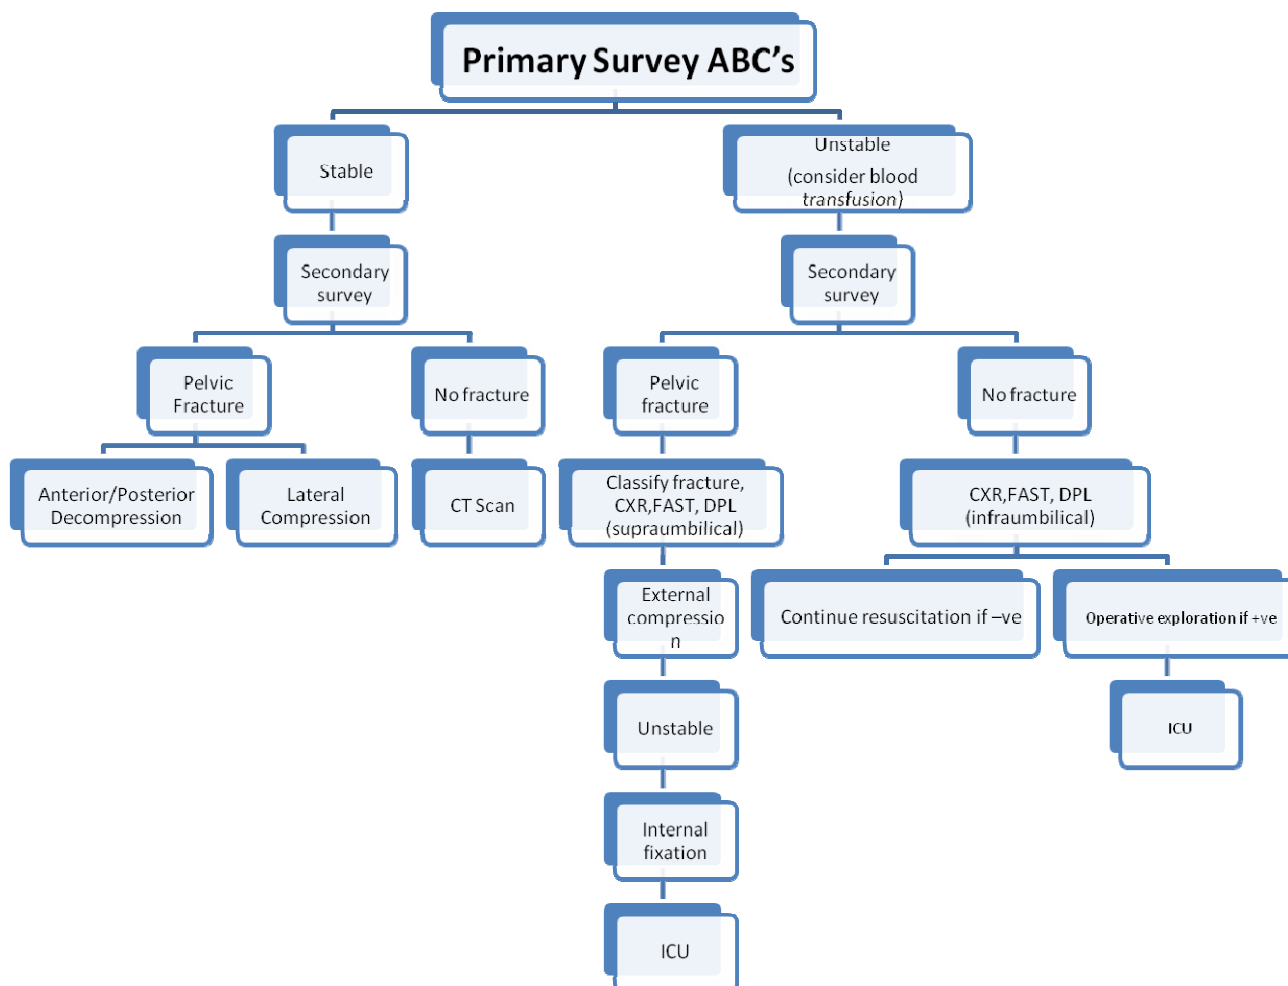 Primary Survey ABC’s
Stable
Unstable
(consider blood
transfusion)
Secondary
survey
Secondary
survey
Pelvic
Fracture
No fracture
Pelvic
fracture
No fracture
Anterior/Posterior
Decompression
Lateral
Compression
CT Scan
Classify fracture,
CXR,FAST, DPL
(supraumbilical)
CXR,FAST, DPL
(infraumbilical)
External
compressio
n
Continue resuscitation if –ve
Operative exploration if +ve
Unstable
ICU
Internal
fixation
ICU